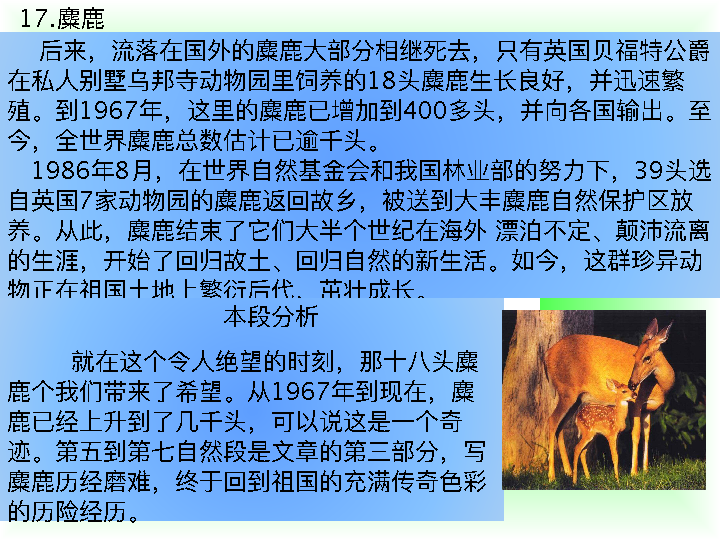 17.麋鹿
后来，流落在国外的麋鹿大部分相继死去，只有英国贝福特公爵
在私人别墅乌邦寺动物园里饲养的18头麋鹿生长良好，并迅速繁
殖。到1967年，这里的麋鹿已增加到400多头，并向各国输出。至
今，全世界麋鹿总数估计已逾千头。
1986年8月，在世界自然基金会和我国林业部的努力下，39头选
自英国7家动物园的麋鹿返回故乡，被送到大丰麋鹿自然保护区放
养。从此，麋鹿结束了它们大半个世纪在海外 漂泊不定、颠沛流离
的生涯，开始了回归故土、回归自然的新生活。如今，这群珍异动
物正在祖国土地上繁衍后代，茁壮成长。
本段分析
就在这个令人绝望的时刻，那十八头麋
鹿个我们带来了希望。从1967年到现在，麋
鹿已经上升到了几千头，可以说这是一个奇
迹。第五到第七自然段是文章的第三部分，写
麋鹿历经磨难，终于回到祖国的充满传奇色彩
的历险经历。